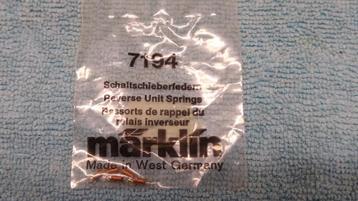 7194
Schaltschieberfedern
Reverse Unit Springs
Ressorts de rappel du
relais inverseur
märklin
Made in West Germany